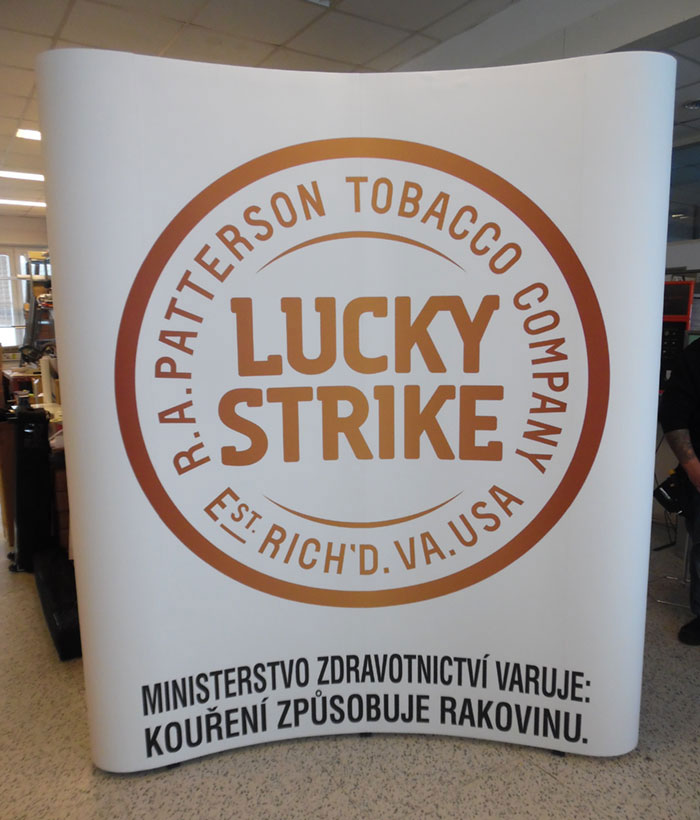 R.A.PATTERSON TOBACCO COMPANY
LUCKY
STRIKE
EST. RICH'D. VA. USA
MINISTERSTVO ZDRAVOTNICTVÍ VARUJE:
KOUŘENÍ ZPŮSOBUJE RAKOVINU.